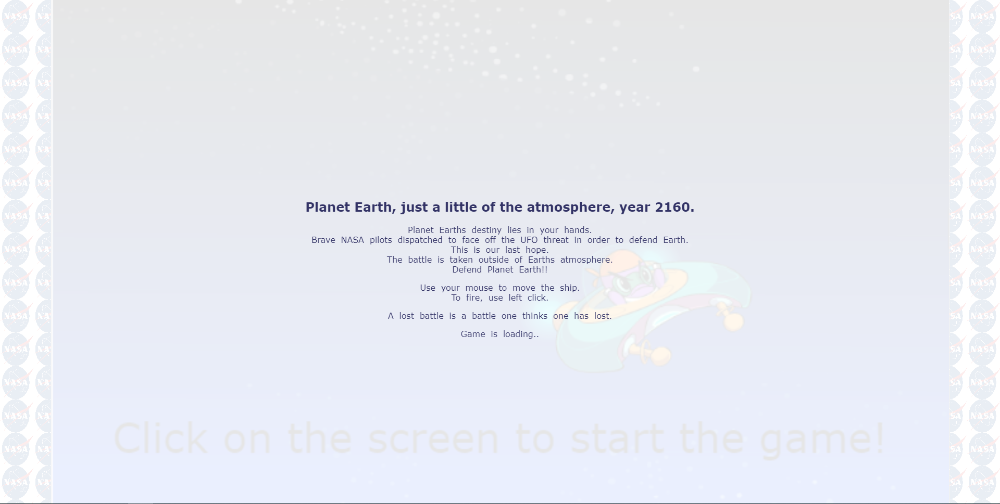 Planet Earth, just a little of the atmosphere, year 2160.
Planet Earths destiny lies in your hands.
Brave NASA pilots dispatched to face off the UFO threat in order to defend Earth.
This is our last hope.
The battle is taken outside of Earths atmosphere.
Defend Planet Earth!!
Use your mouse to move the ship.
To fire, use left click.
A lost battle is a battle one thinks one has lost.
Game is loading..
Click on the screen to start the game!
NASA